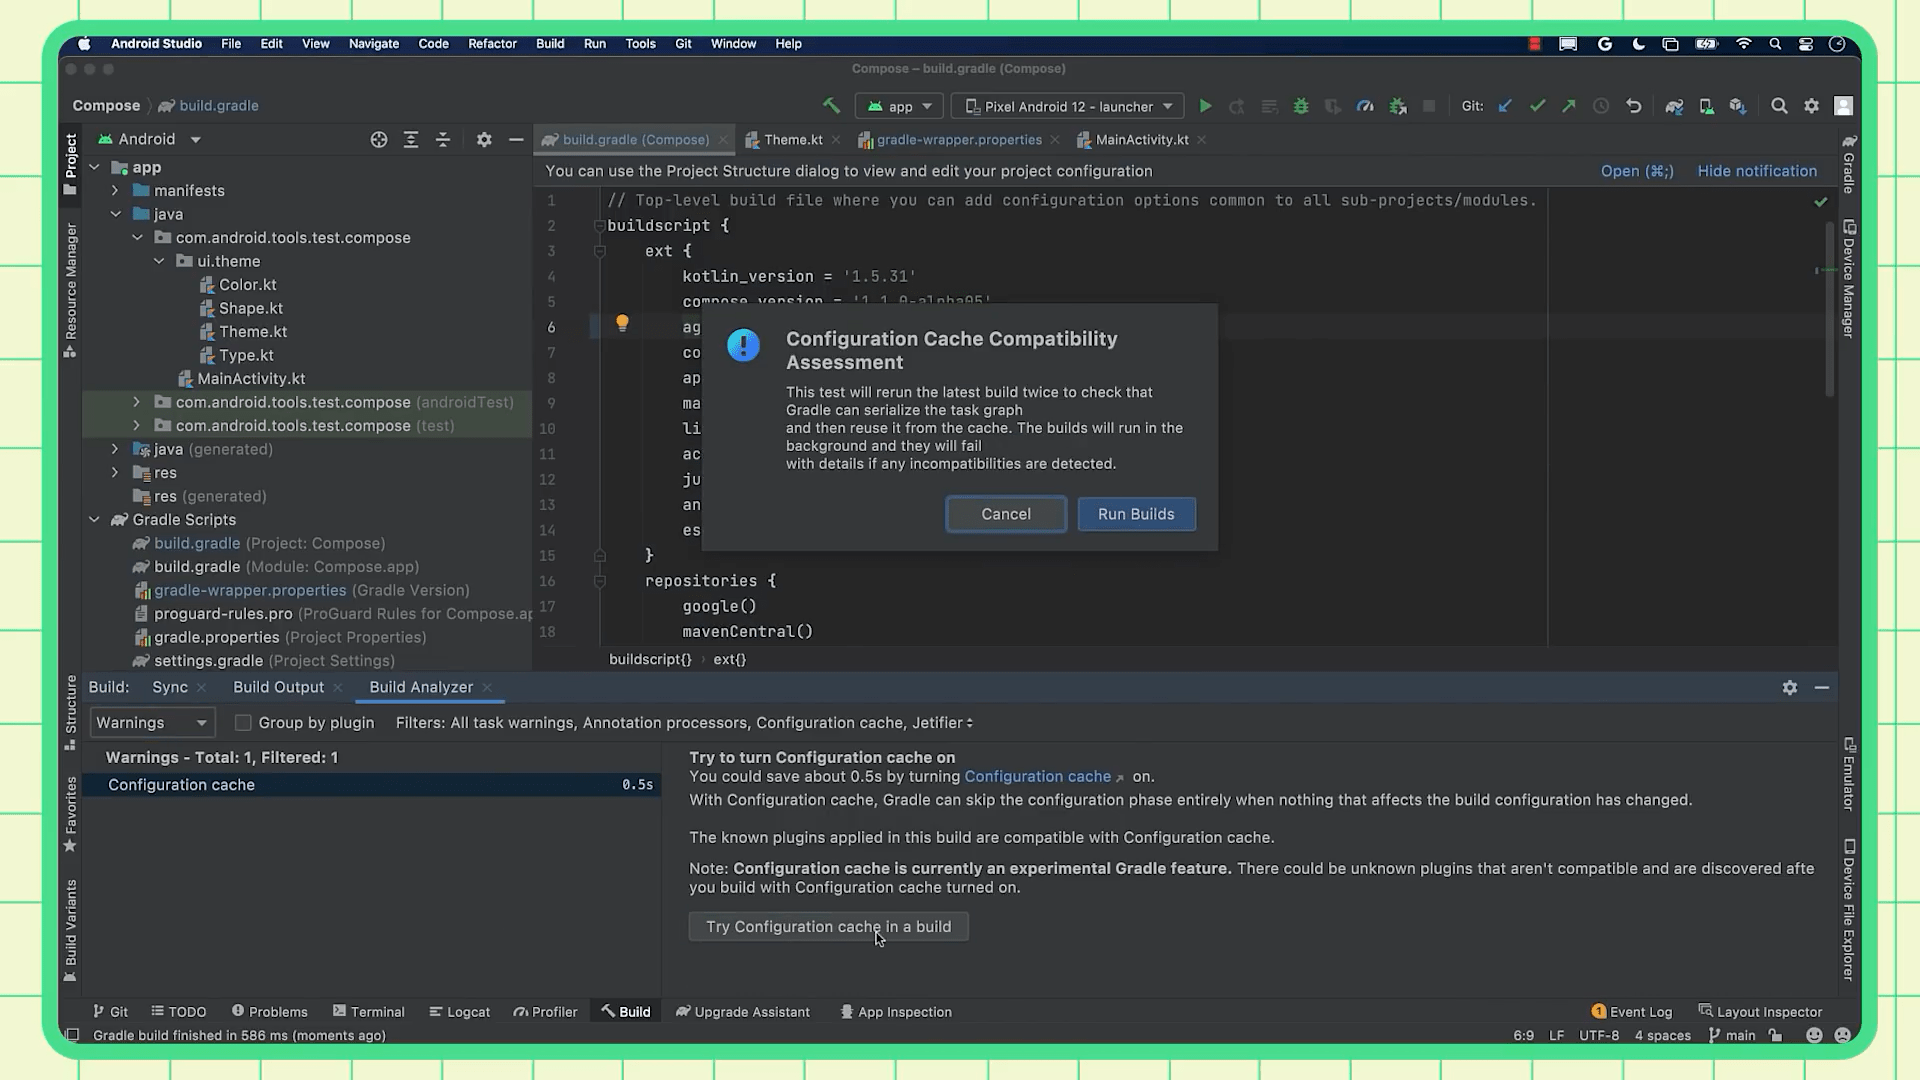 Android Studio File Edit View Navigate Code Refactor Build Run Tools Git Window Help
Compose – build.gradle (Compose)
Compose build.gradle
app
Pixel Android 12 - launcher
Git:
Project
Resource Manager
Structure
Favorites
Build Variants
Android
app
manifests
java
com.android.tools.test.compose
ui.theme
Color.kt
Shape.kt
Theme.kt
Type.kt
MainActivity.kt
com.android.tools.test.compose (androidTest)
com.android.tools.test.compose (test)
java (generated)
res
res (generated)
Gradle Scripts
build.gradle (Project: Compose)
build.gradle (Module: Compose.app)
gradle-wrapper.properties (Gradle Version)
proguard-rules.pro (ProGuard Rules for Compose.ap
gradle.properties (Project Properties)
settings.gradle (Project Settings)
build.gradle (Compose) Theme.kt gradle-wrapper.properties MainActivity.kt
You can use the Project Structure dialog to view and edit your project configuration Open (⌘;) Hide notification
1 // Top-level build file where you can add configuration options common to all sub-projects/modules.
2 buildscript {
3 ext {
4 kotlin_version = '1.5.31'
5 compose_version = '1.1.0-alpha05'
6 ag
7 co
8 ap
9 ma
10 li
11 ac
12 ju
13 an
14 es
15 }
16 repositories {
17 google()
18 mavenCentral()
buildscript{} › ext{}
Configuration Cache Compatibility
Assessment
This test will rerun the latest build twice to check that
Gradle can serialize the task graph
and then reuse it from the cache. The builds will run in the
background and they will fail
with details if any incompatibilities are detected.
Cancel
Run Builds
Gradle
Device Manager
Emulator
Device File Explorer
Build: Sync Build Output Build Analyzer
Warnings Group by plugin Filters: All task warnings, Annotation processors, Configuration cache, Jetifier
Warnings - Total: 1, Filtered: 1
Configuration cache 0.5s
Try to turn Configuration cache on
You could save about 0.5s by turning Configuration cache on.
With Configuration cache, Gradle can skip the configuration phase entirely when nothing that affects the build configuration has changed.
The known plugins applied in this build are compatible with Configuration cache.
Note: Configuration cache is currently an experimental Gradle feature. There could be unknown plugins that aren't compatible and are discovered afte
you build with Configuration cache turned on.
Try Configuration cache in a build
Git TODO Problems Terminal Logcat Profiler Build Upgrade Assistant App Inspection 1 Event Log Layout Inspector
Gradle build finished in 586 ms (moments ago) 6:9 LF UTF-8 4 spaces main